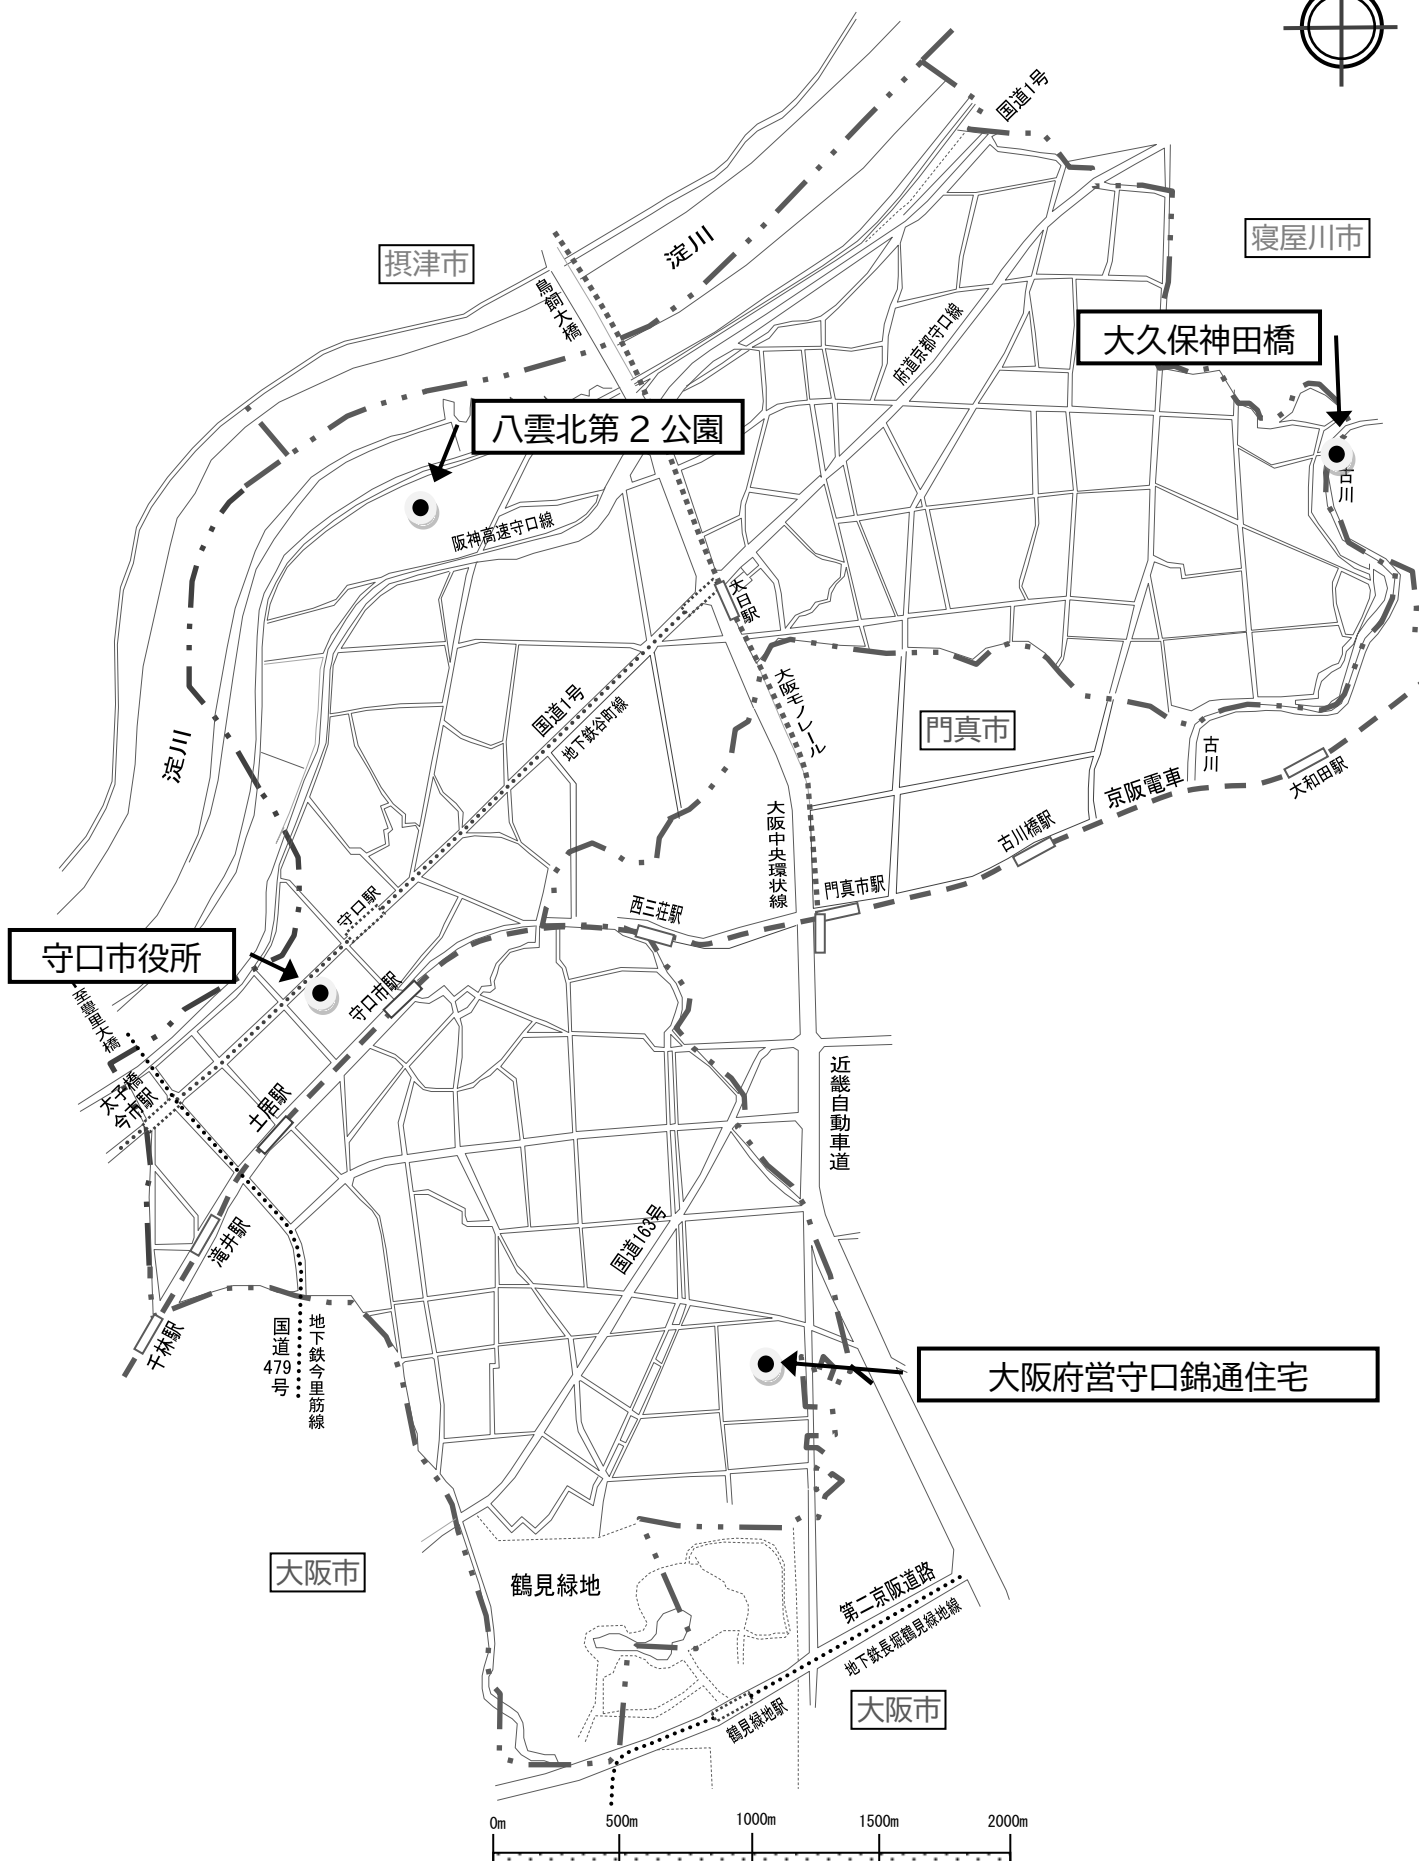 国道1号
摂津市
淀川
寝屋川市
鳥飼大橋
府道京都守口線
大久保神田橋
八雲北第２公園
古川
阪神高速守口線
大日駅
国道1号
地下鉄谷町線
大阪モノレール
門真市
淀川
古川
京阪電車
大和田駅
大阪中央環状線
古川橋駅
門真市駅
西三荘駅
守口駅
守口市役所
守口市駅
至豊里大橋
太子橋
今市駅
土居駅
近畿自動車道
滝井駅
国道163号
千林駅
国道
479
号
地下鉄今里筋線
大阪府営守口錦通住宅
大阪市
鶴見緑地
第二京阪道路
地下鉄長堀鶴見緑地線
鶴見緑地駅
大阪市
0m 500m 1000m 1500m 2000m